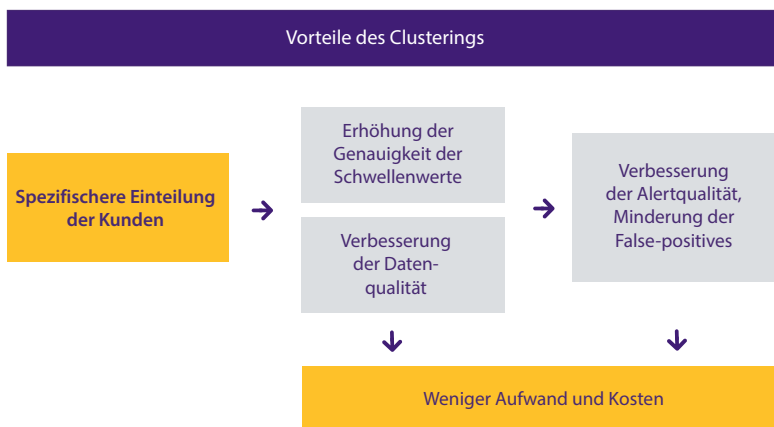 Vorteile des Clusterings
Spezifischere Einteilung
der Kunden
Erhöhung der
Genauigkeit der
Schwellenwerte
Verbesserung
der Daten-
qualität
Verbesserung
der Alertqualität,
Minderung der
False-positives
Weniger Aufwand und Kosten